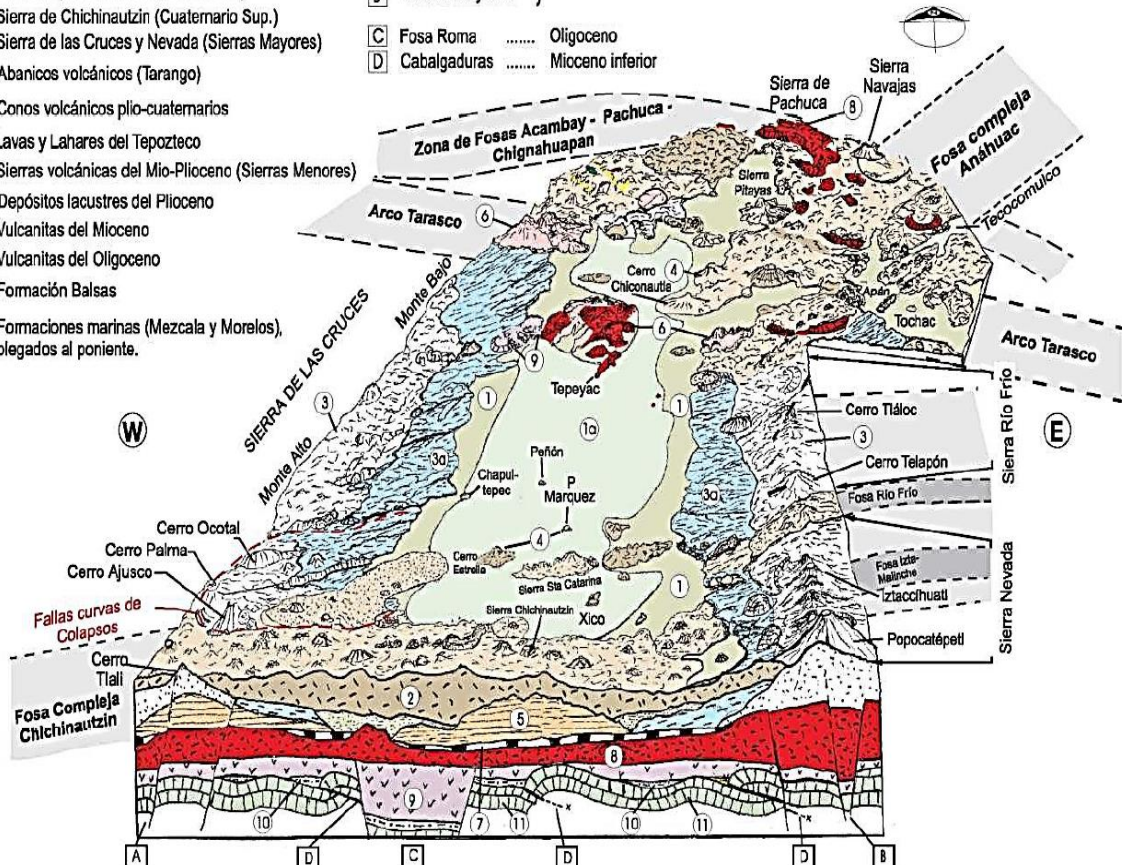 Sierra de Chichinautzin (Cuaternario Sup.)
Sierra de las Cruces y Nevada (Sierras Mayores)
Abanicos volcánicos (Tarango)
Conos volcánicos plio-cuaternarios
Lavas y Lahares del Tepozteco
Sierras volcánicas del Mio-Plioceno (Sierras Menores)
Depósitos lacustres del Plioceno
Vulcanitas del Mioceno
Vulcanitas del Oligoceno
Formación Balsas
Formaciones marinas (Mezcala y Morelos),
plegados al poniente.
C Fosa Roma ....... Oligoceno
D Cabalgaduras ....... Mioceno inferior
Zona de Fosas Acambay - Pachuca -
Chignahuapan
Sierra de
Pachuca
8
Sierra
Navajas
Fosa compleja
Anáhuac
Tecocomulco
Arco Tarasco
6
Sierra
Pitayas
Cerro
Chiconautla
4
Apán
Tochac
Arco Tarasco
Monte Bajo
SIERRA DE LAS CRUCES
Monte Alto
3
W
9
6
Tepeyac
1
1a
1
3a
3a
Peñón
P
Marquez
Chapul-
tepec
4
Cerro
Estrella
Sierra Sta Catarina
Sierra Chichinautzin
Xico
1
Cerro Tláloc
3
Cerro Telapón
Fosa Río Frío
Fosa Izta-
Malinche
Iztaccíhuatl
Popocatépetl
Sierra Río Frío
Sierra Nevada
E
Cerro Ocotal
Cerro Palma
Cerro Ajusco
Fallas curvas de
Colapsos
Cerro
Tlali
Fosa Compleja
Chichinautzin
2
5
8
9
10
7
11
10
11
x
x
A
D
C
D
D
B